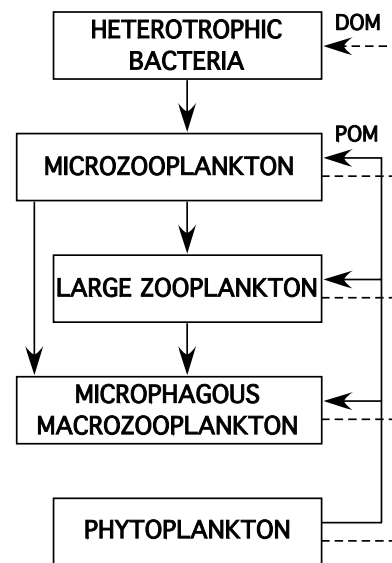 HETEROTROPHIC
BACTERIA
DOM
MICROZOOPLANKTON
POM
LARGE ZOOPLANKTON
MICROPHAGOUS
MACROZOOPLANKTON
PHYTOPLANKTON